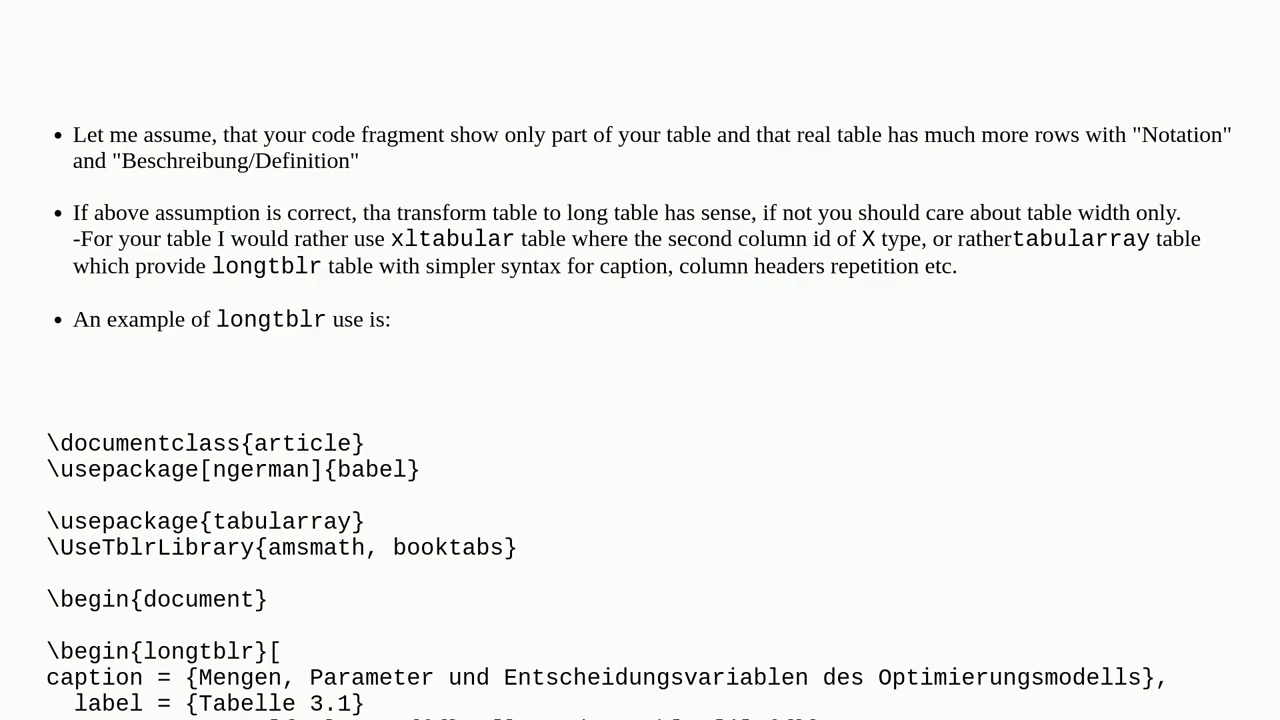 • Let me assume, that your code fragment show only part of your table and that real table has much more rows with "Notation"
and "Beschreibung/Definition"
• If above assumption is correct, tha transform table to long table has sense, if not you should care about table width only.
-For your table I would rather use xltabular table where the second column id of X type, or rathertabularray table
which provide longtblr table with simpler syntax for caption, column headers repetition etc.
• An example of longtblr use is:
\documentclass{article}
\usepackage[ngerman]{babel}
\usepackage{tabularray}
\UseTblrLibrary{amsmath, booktabs}
\begin{document}
\begin{longtblr}[
caption = {Mengen, Parameter und Entscheidungsvariablen des Optimierungsmodells},
label = {Tabelle 3.1}